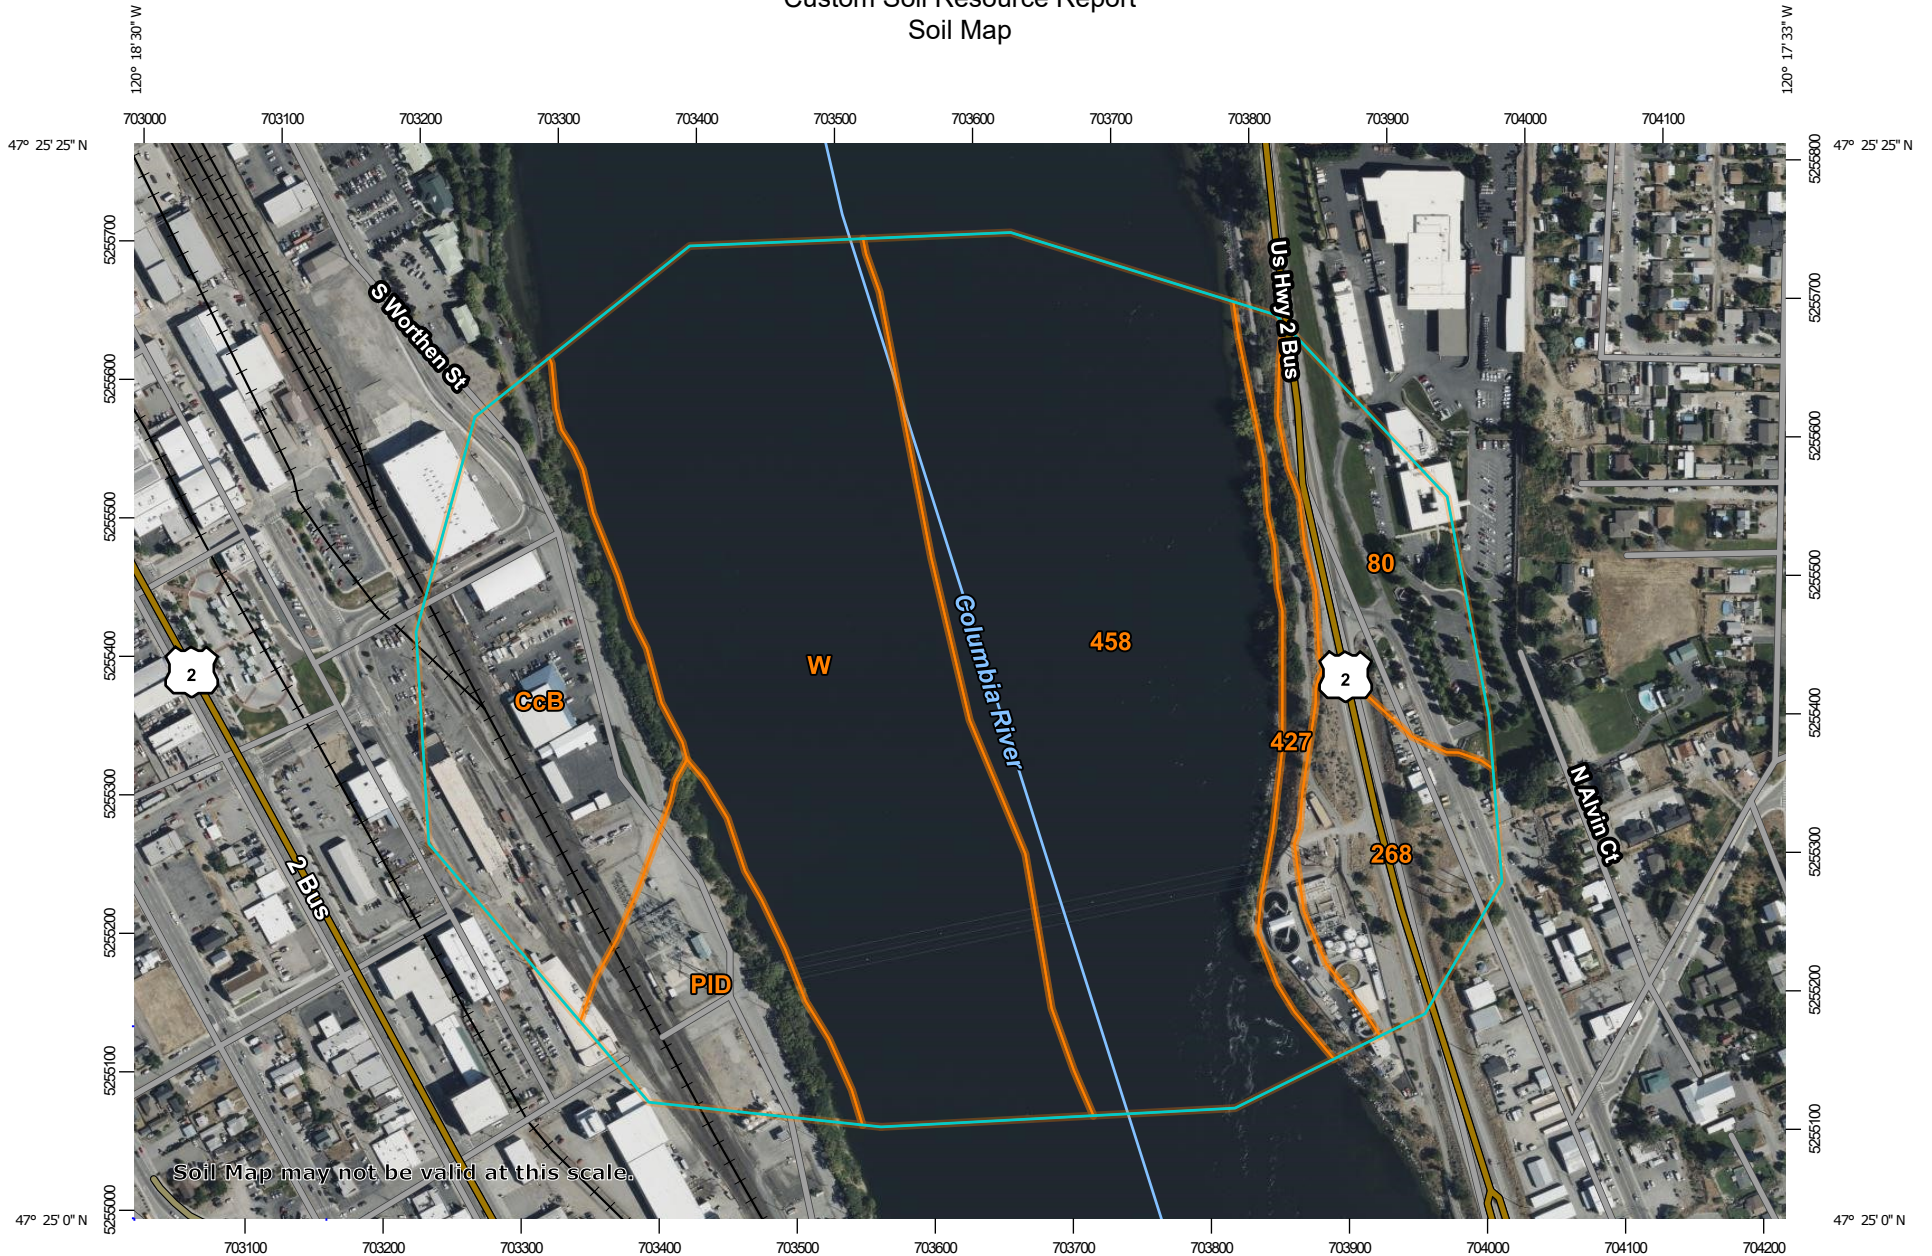 Custom Soil Resource Report
Soil Map
120° 18' 30" W
120° 17' 33" W
703000 703100 703200 703300 703400 703500 703600 703700 703800 703900 704000 704100
47° 25' 25" N
47° 25' 25" N
5255700
5255600
5255500
5255400
5255300
5255200
5255100
5255000
5255800
5255700
5255600
5255500
5255400
5255300
5255200
5255100
S Worthen St
Us Hwy 2 Bus
80
458
W
Columbia River
2
2
CcB
427
N Alvin Ct
268
2 Bus
PID
Soil Map may not be valid at this scale.
47° 25' 0" N
47° 25' 0" N
703100 703200 703300 703400 703500 703600 703700 703800 703900 704000 704100 704200